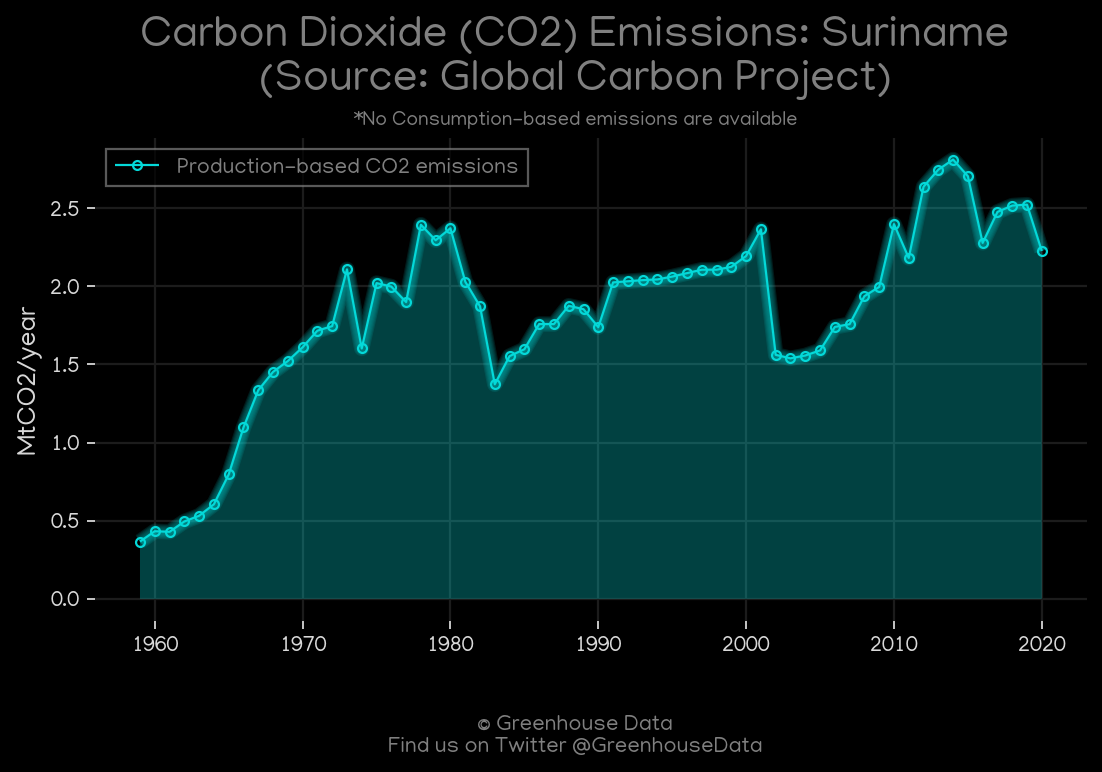 Carbon Dioxide (CO2) Emissions: Suriname
(Source: Global Carbon Project)
*No Consumption-based emissions are available
Production-based CO2 emissions
MtCO2/year
2.5
2.0
1.5
1.0
0.5
0.0
1960 1970 1980 1990 2000 2010 2020
© Greenhouse Data
Find us on Twitter @GreenhouseData